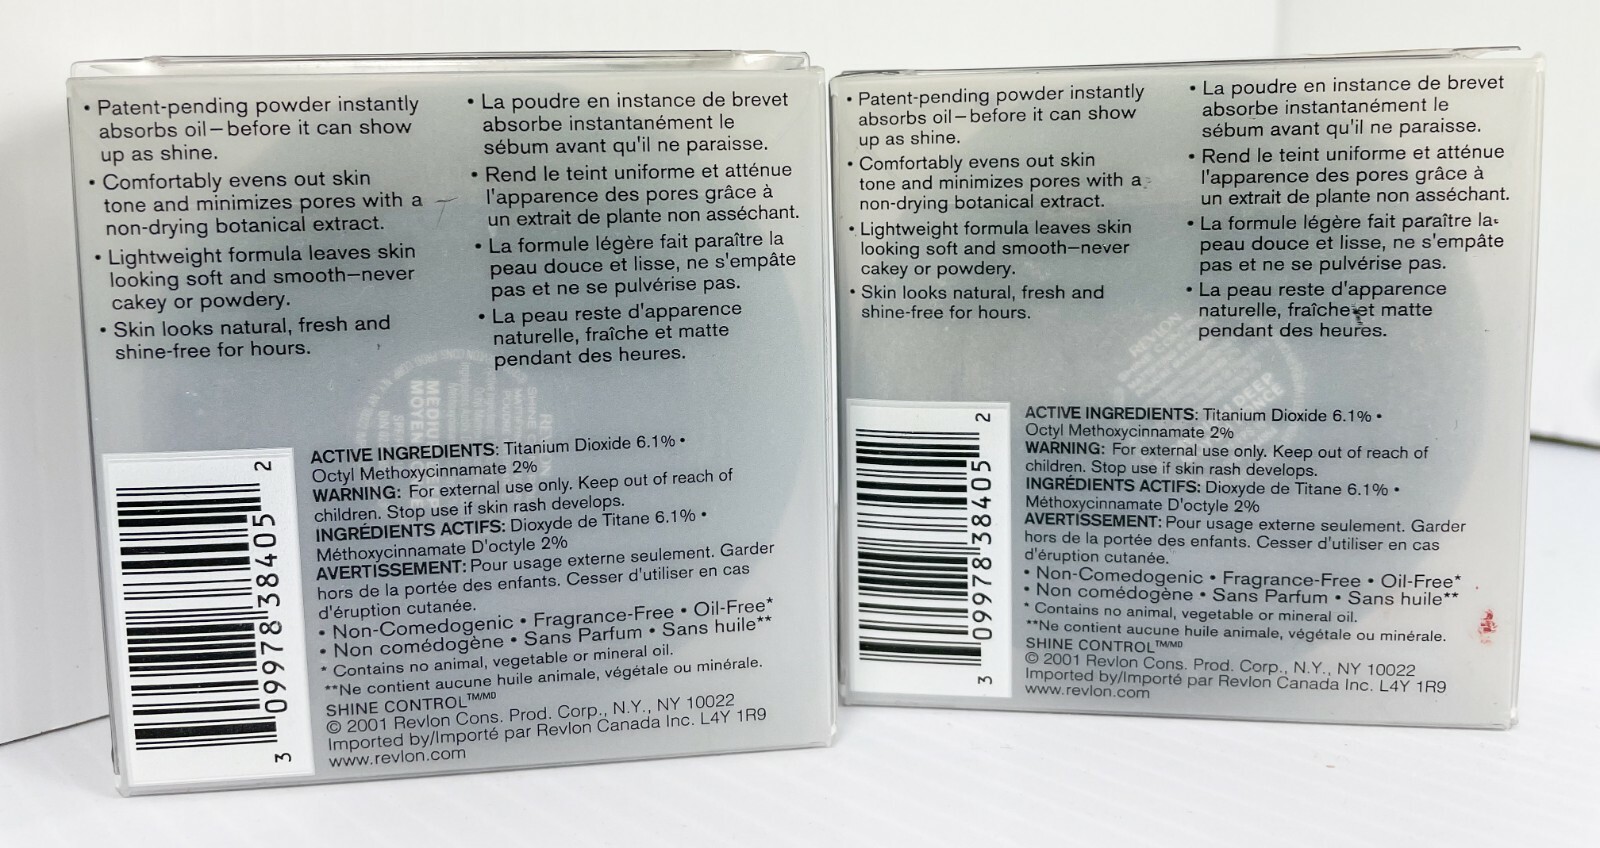 • Patent-pending powder instantly
absorbs oil – before it can show
up as shine.
• Comfortably evens out skin
tone and minimizes pores with a
non-drying botanical extract.
• Lightweight formula leaves skin
looking soft and smooth—never
cakey or powdery.
• Skin looks natural, fresh and
shine-free for hours.
• La poudre en instance de brevet
absorbe instantanément le
sébum avant qu'il ne paraisse.
• Rend le teint uniforme et atténue
l'apparence des pores grâce à
un extrait de plante non asséchant.
• La formule légère fait paraître la
peau douce et lisse, ne s'empâte
pas et ne se pulvérise pas.
• La peau reste d'apparence
naturelle, fraîche et matte
pendant des heures.
MEDIUM
MOYEN
ACTIVE INGREDIENTS: Titanium Dioxide 6.1% •
Octyl Methoxycinnamate 2%
WARNING: For external use only. Keep out of reach of
children. Stop use if skin rash develops.
INGRÉDIENTS ACTIFS: Dioxyde de Titane 6.1% •
Méthoxycinnamate D'octyle 2%
AVERTISSEMENT: Pour usage externe seulement. Garder
hors de la portée des enfants. Cesser d'utiliser en cas
d'éruption cutanée.
• Non-Comedogenic • Fragrance-Free • Oil-Free*
• Non comédogène • Sans Parfum • Sans huile**
* Contains no animal, vegetable or mineral oil.
**Ne contient aucune huile animale, végétale ou minérale.
SHINE CONTROL™/MD
© 2001 Revlon Cons. Prod. Corp., N.Y., NY 10022
Imported by/Importé par Revlon Canada Inc. L4Y 1R9
www.revlon.com
3 09978 38405 2
• Patent-pending powder instantly
absorbs oil – before it can show
up as shine.
• Comfortably evens out skin
tone and minimizes pores with a
non-drying botanical extract.
• Lightweight formula leaves skin
looking soft and smooth—never
cakey or powdery.
• Skin looks natural, fresh and
shine-free for hours.
• La poudre en instance de brevet
absorbe instantanément le
sébum avant qu'il ne paraisse.
• Rend le teint uniforme et atténue
l'apparence des pores grâce à
un extrait de plante non asséchant.
• La formule légère fait paraître la
peau douce et lisse, ne s'empâte
pas et ne se pulvérise pas.
• La peau reste d'apparence
naturelle, fraîche et matte
pendant des heures.
REVLON
DEEP
ACTIVE INGREDIENTS: Titanium Dioxide 6.1% •
Octyl Methoxycinnamate 2%
WARNING: For external use only. Keep out of reach of
children. Stop use if skin rash develops.
INGRÉDIENTS ACTIFS: Dioxyde de Titane 6.1% •
Méthoxycinnamate D'octyle 2%
AVERTISSEMENT: Pour usage externe seulement. Garder
hors de la portée des enfants. Cesser d'utiliser en cas
d'éruption cutanée.
• Non-Comedogenic • Fragrance-Free • Oil-Free*
• Non comédogène • Sans Parfum • Sans huile**
* Contains no animal, vegetable or mineral oil.
**Ne contient aucune huile animale, végétale ou minérale.
SHINE CONTROL™/MD
© 2001 Revlon Cons. Prod. Corp., N.Y., NY 10022
Imported by/Importé par Revlon Canada Inc. L4Y 1R9
www.revlon.com
3 09978 38405 2